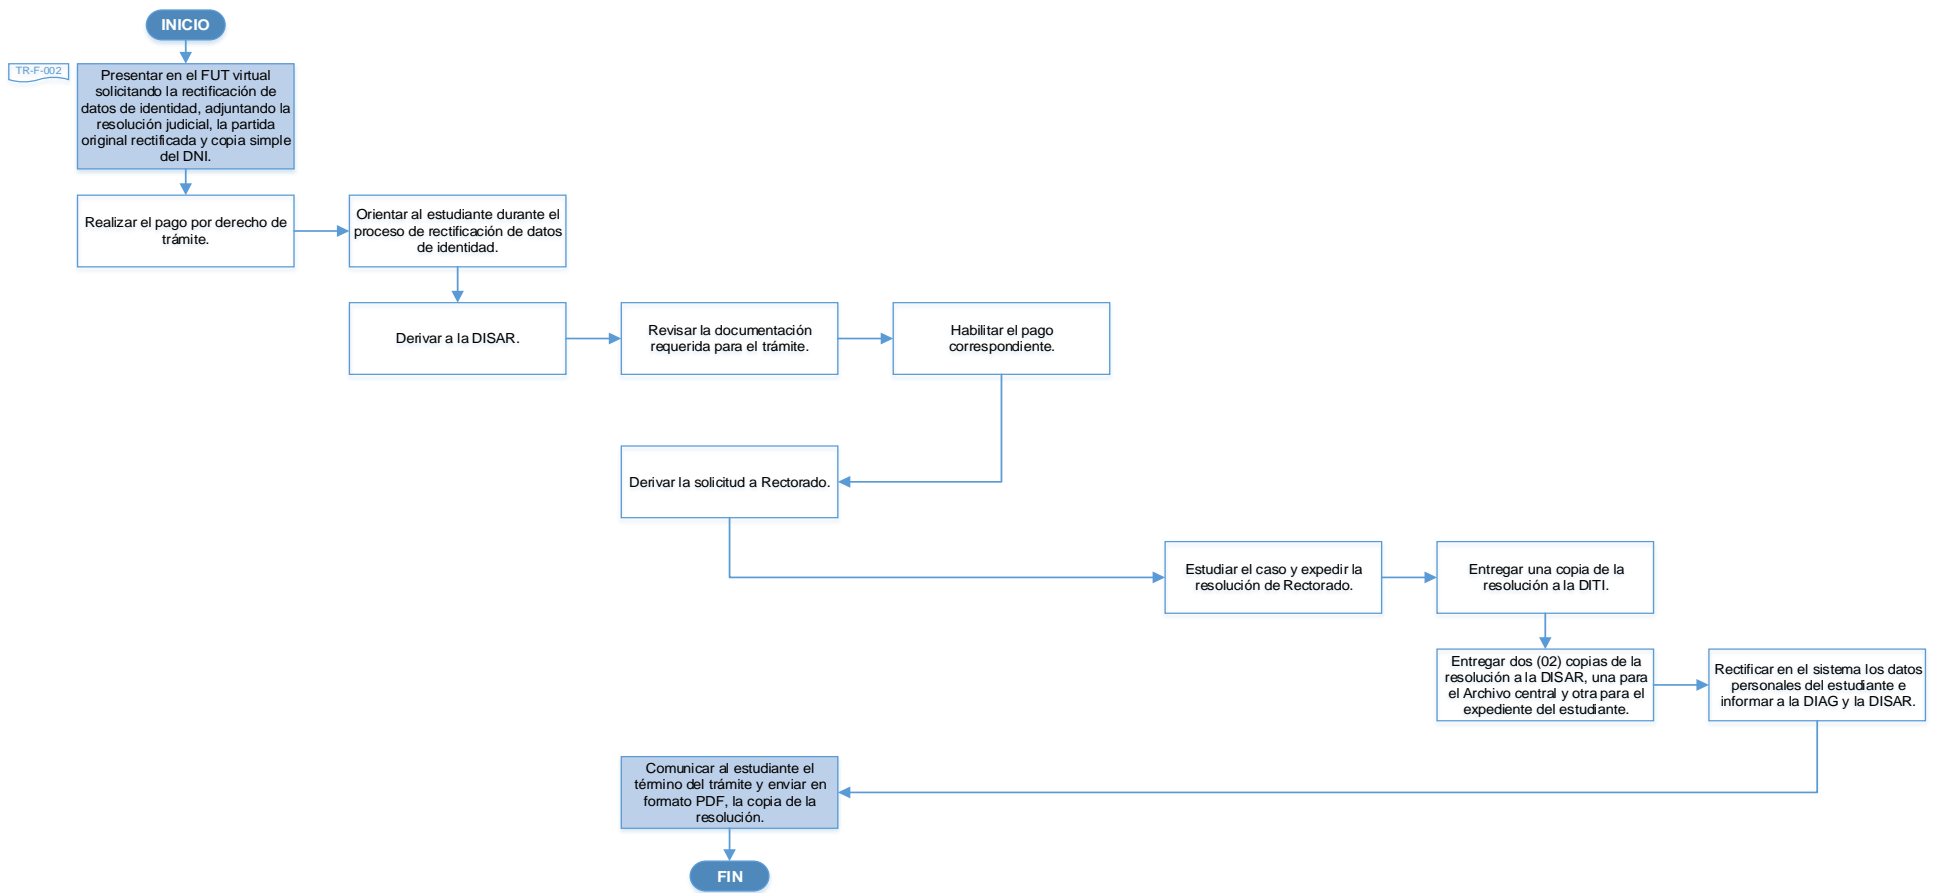 INICIO
TR-F-002
Presentar en el FUT virtual
solicitando la rectificación de
datos de identidad, adjuntando la
resolución judicial, la partida
original rectificada y copia simple
del DNI.
Realizar el pago por derecho de
trámite.
Orientar al estudiante durante el
proceso de rectificación de datos
de identidad.
Derivar a la DISAR.
Revisar la documentación
requerida para el trámite.
Habilitar el pago
correspondiente.
Derivar la solicitud a Rectorado.
Estudiar el caso y expedir la
resolución de Rectorado.
Entregar una copia de la
resolución a la DITI.
Entregar dos (02) copias de la
resolución a la DISAR, una para
el Archivo central y otra para el
expediente del estudiante.
Rectificar en el sistema los datos
personales del estudiante e
informar a la DIAG y la DISAR.
Comunicar al estudiante el
término del trámite y enviar en
formato PDF, la copia de la
resolución.
FIN